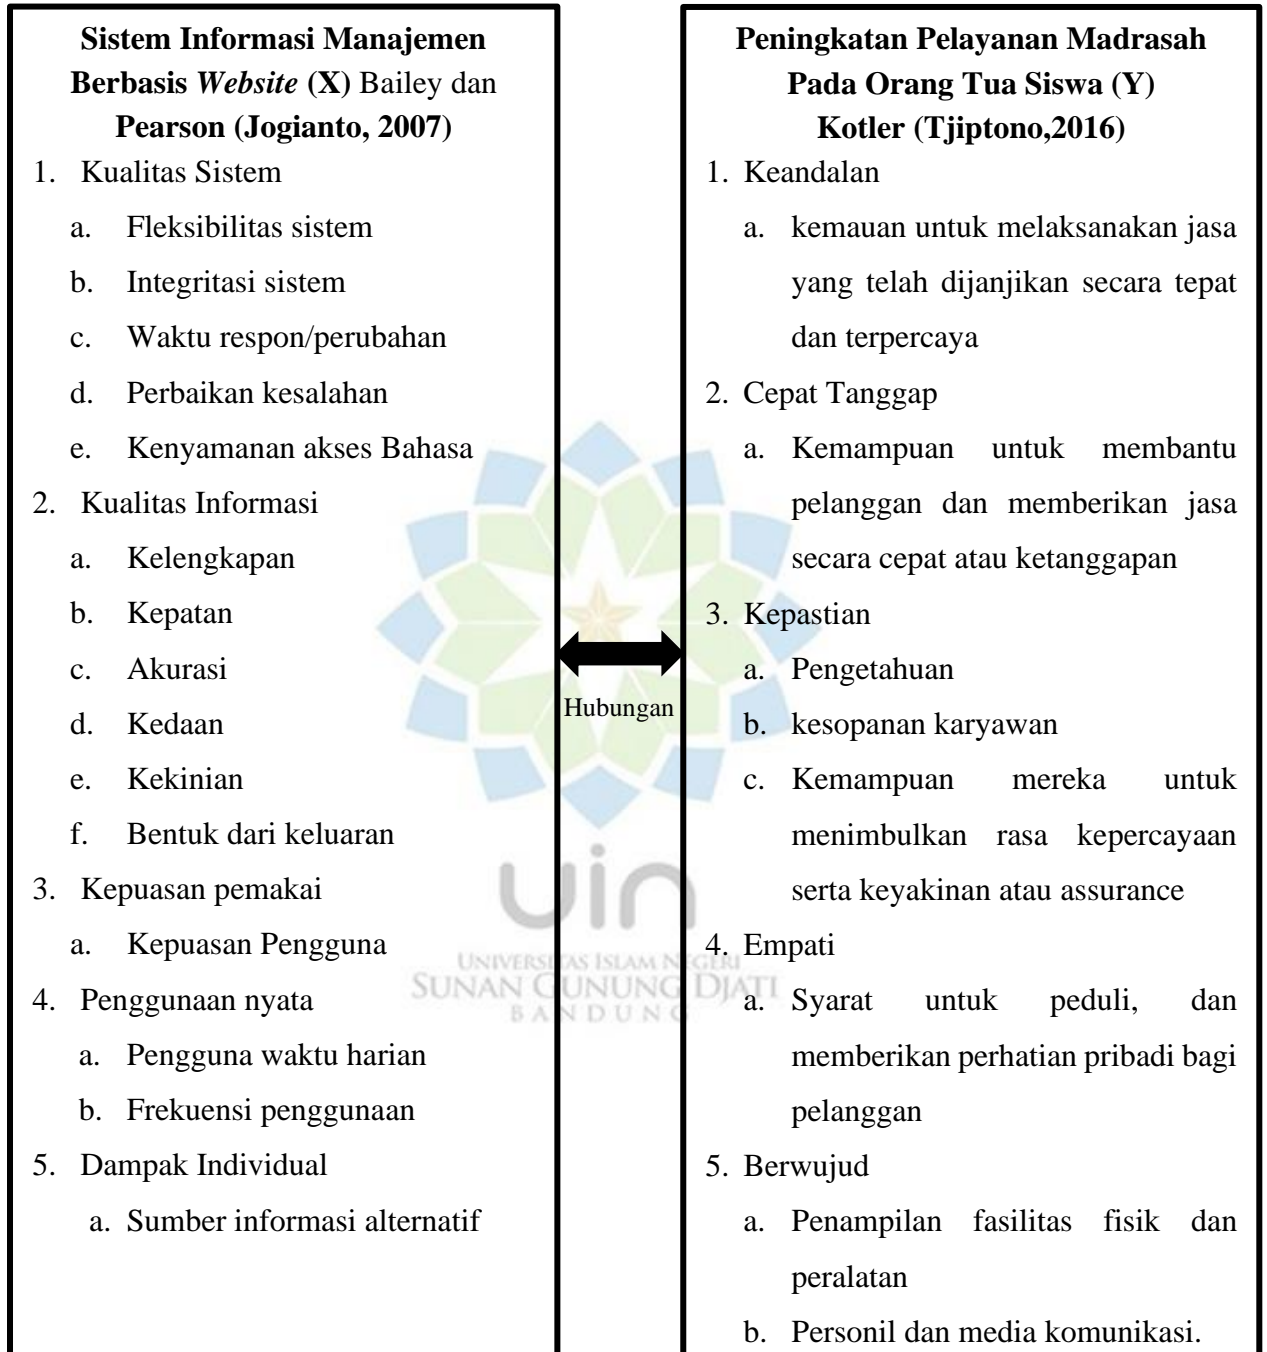 Sistem Informasi Manajemen
Berbasis Website (X) Bailey dan
Pearson (Jogianto, 2007)
1. Kualitas Sistem
a. Fleksibilitas sistem
b. Integritasi sistem
c. Waktu respon/perubahan
d. Perbaikan kesalahan
e. Kenyamanan akses Bahasa
2. Kualitas Informasi
a. Kelengkapan
b. Kepatan
c. Akurasi
d. Kedaan
e. Kekinian
f. Bentuk dari keluaran
3. Kepuasan pemakai
a. Kepuasan Pengguna
4. Penggunaan nyata
a. Pengguna waktu harian
b. Frekuensi penggunaan
5. Dampak Individual
a. Sumber informasi alternatif
Hubungan
Peningkatan Pelayanan Madrasah
Pada Orang Tua Siswa (Y)
Kotler (Tjiptono,2016)
1. Keandalan
a. kemauan untuk melaksanakan jasa
yang telah dijanjikan secara tepat
dan terpercaya
2. Cepat Tanggap
a. Kemampuan untuk membantu
pelanggan dan memberikan jasa
secara cepat atau ketanggapan
3. Kepastian
a. Pengetahuan
b. kesopanan karyawan
c. Kemampuan mereka untuk
menimbulkan rasa kepercayaan
serta keyakinan atau assurance
4. Empati
a. Syarat untuk peduli, dan
memberikan perhatian pribadi bagi
pelanggan
5. Berwujud
a. Penampilan fasilitas fisik dan
peralatan
b. Personil dan media komunikasi.
uin
UNIVERSITAS ISLAM NEGERI
SUNAN GUNUNG DJATI
BANDUNG